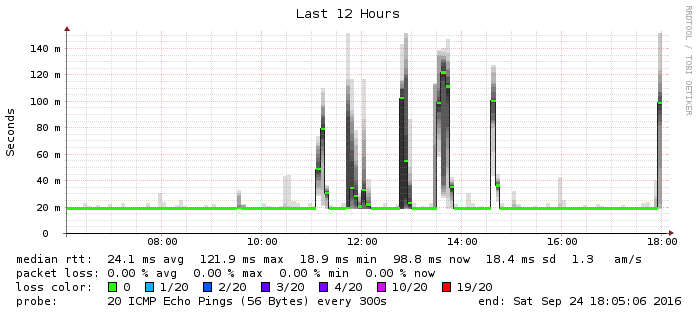 Last 12 Hours
RRDTOOL / TOBI OETIKER
Seconds
140 m
120 m
100 m
80 m
60 m
40 m
20 m
0
08:00 10:00 12:00 14:00 16:00 18:00
median rtt: 24.1 ms avg 121.9 ms max 18.9 ms min 98.8 ms now 18.4 ms sd 1.3 am/s
packet loss: 0.00 % avg 0.00 % max 0.00 % min 0.00 % now
loss color: 0 1/20 2/20 3/20 4/20 10/20 19/20
probe: 20 ICMP Echo Pings (56 Bytes) every 300s end: Sat Sep 24 18:05:06 2016